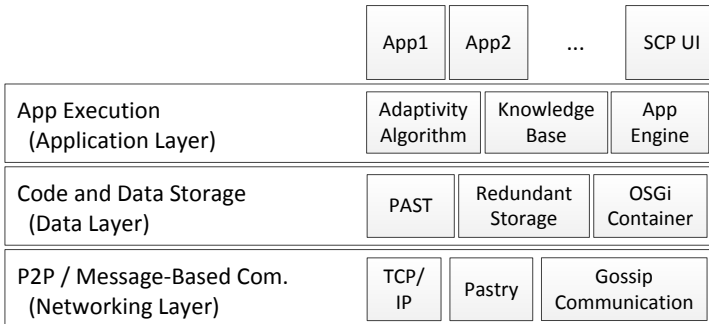 App1 App2 ... SCP UI
App Execution
(Application Layer)
Adaptivity
Algorithm
Knowledge
Base
App
Engine
Code and Data Storage
(Data Layer)
PAST
Redundant
Storage
OSGi
Container
P2P / Message-Based Com.
(Networking Layer)
TCP/
IP
Pastry
Gossip
Communication